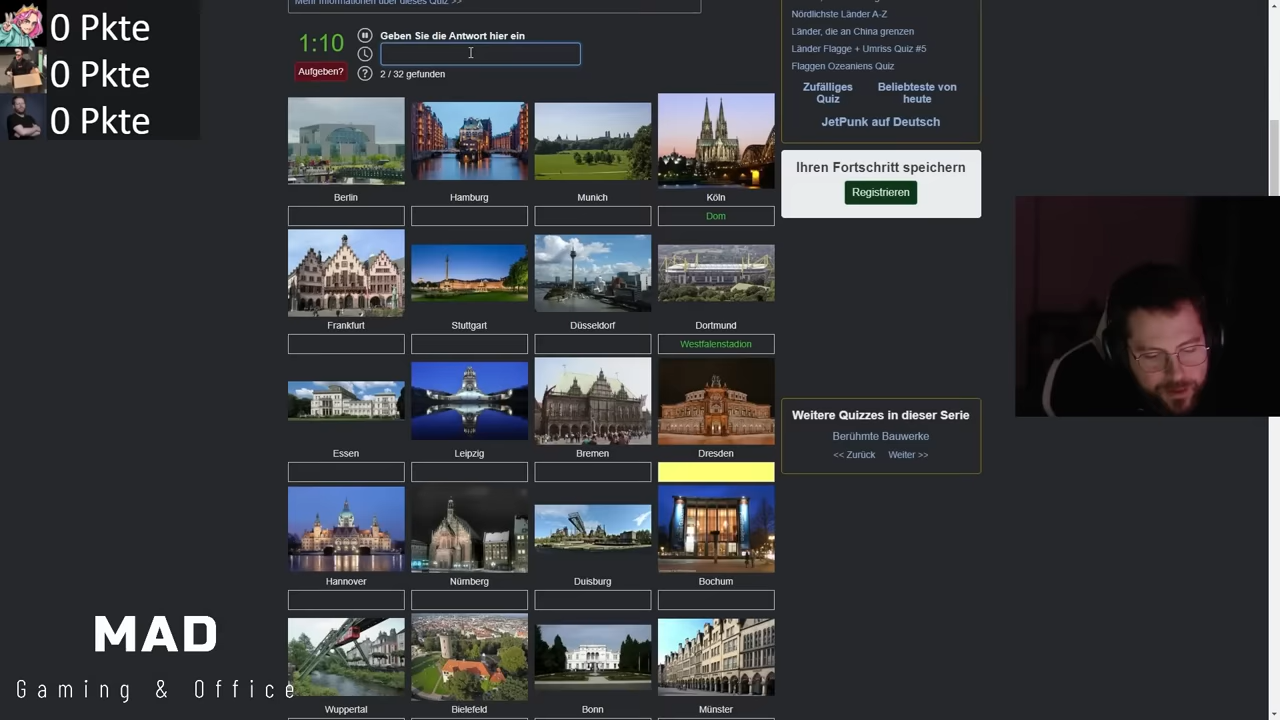 Mehr Informationen über dieses Quiz >>
0 Pkte
0 Pkte
0 Pkte
1:10
Geben Sie die Antwort hier ein
Aufgeben?
2 / 32 gefunden
Berlin
Hamburg
Munich
Köln
Dom
Frankfurt
Stuttgart
Düsseldorf
Dortmund
Westfalenstadion
Essen
Leipzig
Bremen
Dresden
Hannover
Nürnberg
Duisburg
Bochum
Wuppertal
Bielefeld
Bonn
Münster
Nördlichste Länder A-Z
Länder, die an China grenzen
Länder Flagge + Umriss Quiz #5
Flaggen Ozeaniens Quiz
Zufälliges Quiz
Beliebteste von heute
JetPunk auf Deutsch
Ihren Fortschritt speichern
Registrieren
Weitere Quizzes in dieser Serie
Berühmte Bauwerke
<< Zurück
Weiter >>
MAD
Gaming & Office